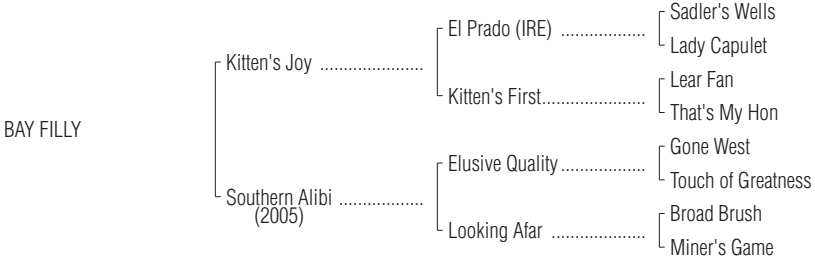 Sadler's Wells
El Prado (IRE) ..................
Lady Capulet
Kitten's Joy ......................
Lear Fan
Kitten's First......................
That's My Hon
BAY FILLY
Gone West
Elusive Quality..................
Touch of Greatness
Southern Alibi ..................
(2005)
Broad Brush
Looking Afar ....................
Miner's Game